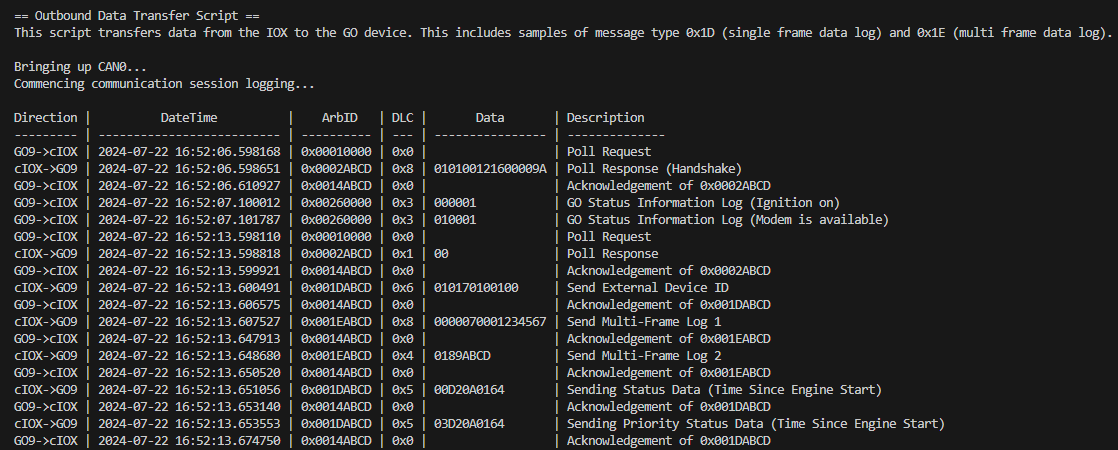 == Outbound Data Transfer Script ==
This script transfers data from the IOX to the GO device. This includes samples of message type 0x1D (single frame data log) and 0x1E (multi frame data log).
Bringing up CAN0...
Commencing communication session logging...
Direction | DateTime | ArbID | DLC | Data | Description
--------- | -------------------------- | ---------- | --- | ---------------- | --------------
GO9->cIOX | 2024-07-22 16:52:06.598168 | 0x00010000 | 0x0 | | Poll Request
cIOX->GO9 | 2024-07-22 16:52:06.598651 | 0x0002ABCD | 0x8 | 010100121600009A | Poll Response (Handshake)
GO9->cIOX | 2024-07-22 16:52:06.610927 | 0x0014ABCD | 0x0 | | Acknowledgement of 0x0002ABCD
GO9->cIOX | 2024-07-22 16:52:07.100012 | 0x00260000 | 0x3 | 000001 | GO Status Information Log (Ignition on)
GO9->cIOX | 2024-07-22 16:52:07.101787 | 0x00260000 | 0x3 | 010001 | GO Status Information Log (Modem is available)
GO9->cIOX | 2024-07-22 16:52:13.598110 | 0x00010000 | 0x0 | | Poll Request
cIOX->GO9 | 2024-07-22 16:52:13.598818 | 0x0002ABCD | 0x1 | 00 | Poll Response
GO9->cIOX | 2024-07-22 16:52:13.599921 | 0x0014ABCD | 0x0 | | Acknowledgement of 0x0002ABCD
cIOX->GO9 | 2024-07-22 16:52:13.600491 | 0x001DABCD | 0x6 | 010170100100 | Send External Device ID
GO9->cIOX | 2024-07-22 16:52:13.606575 | 0x0014ABCD | 0x0 | | Acknowledgement of 0x001DABCD
cIOX->GO9 | 2024-07-22 16:52:13.607527 | 0x001EABCD | 0x8 | 0000070001234567 | Send Multi-Frame Log 1
GO9->cIOX | 2024-07-22 16:52:13.647913 | 0x0014ABCD | 0x0 | | Acknowledgement of 0x001EABCD
cIOX->GO9 | 2024-07-22 16:52:13.648680 | 0x001EABCD | 0x4 | 0189ABCD | Send Multi-Frame Log 2
GO9->cIOX | 2024-07-22 16:52:13.650520 | 0x0014ABCD | 0x0 | | Acknowledgement of 0x001EABCD
cIOX->GO9 | 2024-07-22 16:52:13.651056 | 0x001DABCD | 0x5 | 00D20A0164 | Sending Status Data (Time Since Engine Start)
GO9->cIOX | 2024-07-22 16:52:13.653140 | 0x0014ABCD | 0x0 | | Acknowledgement of 0x001DABCD
cIOX->GO9 | 2024-07-22 16:52:13.653553 | 0x001DABCD | 0x5 | 03D20A0164 | Sending Priority Status Data (Time Since Engine Start)
GO9->cIOX | 2024-07-22 16:52:13.674750 | 0x0014ABCD | 0x0 | | Acknowledgement of 0x001DABCD